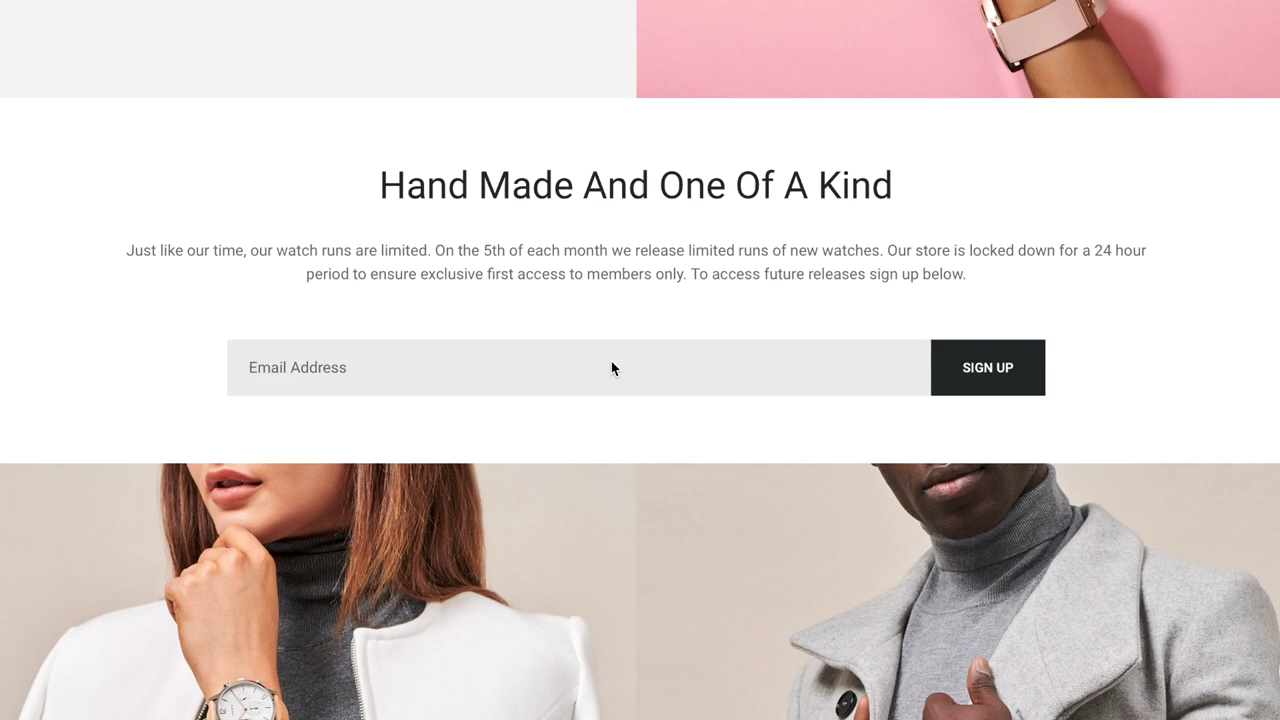 Hand Made And One Of A Kind
Just like our time, our watch runs are limited. On the 5th of each month we release limited runs of new watches. Our store is locked down for a 24 hour
period to ensure exclusive first access to members only. To access future releases sign up below.
Email Address
SIGN UP